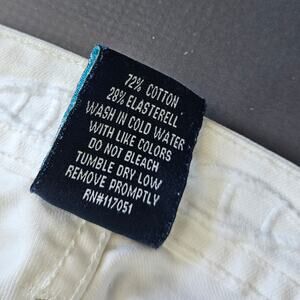 72% COTTON
28% ELASTERELL
WASH IN COLD WATER
WITH LIKE COLORS
DO NOT BLEACH
TUMBLE DRY LOW
REMOVE PROMPTLY
RN#117051